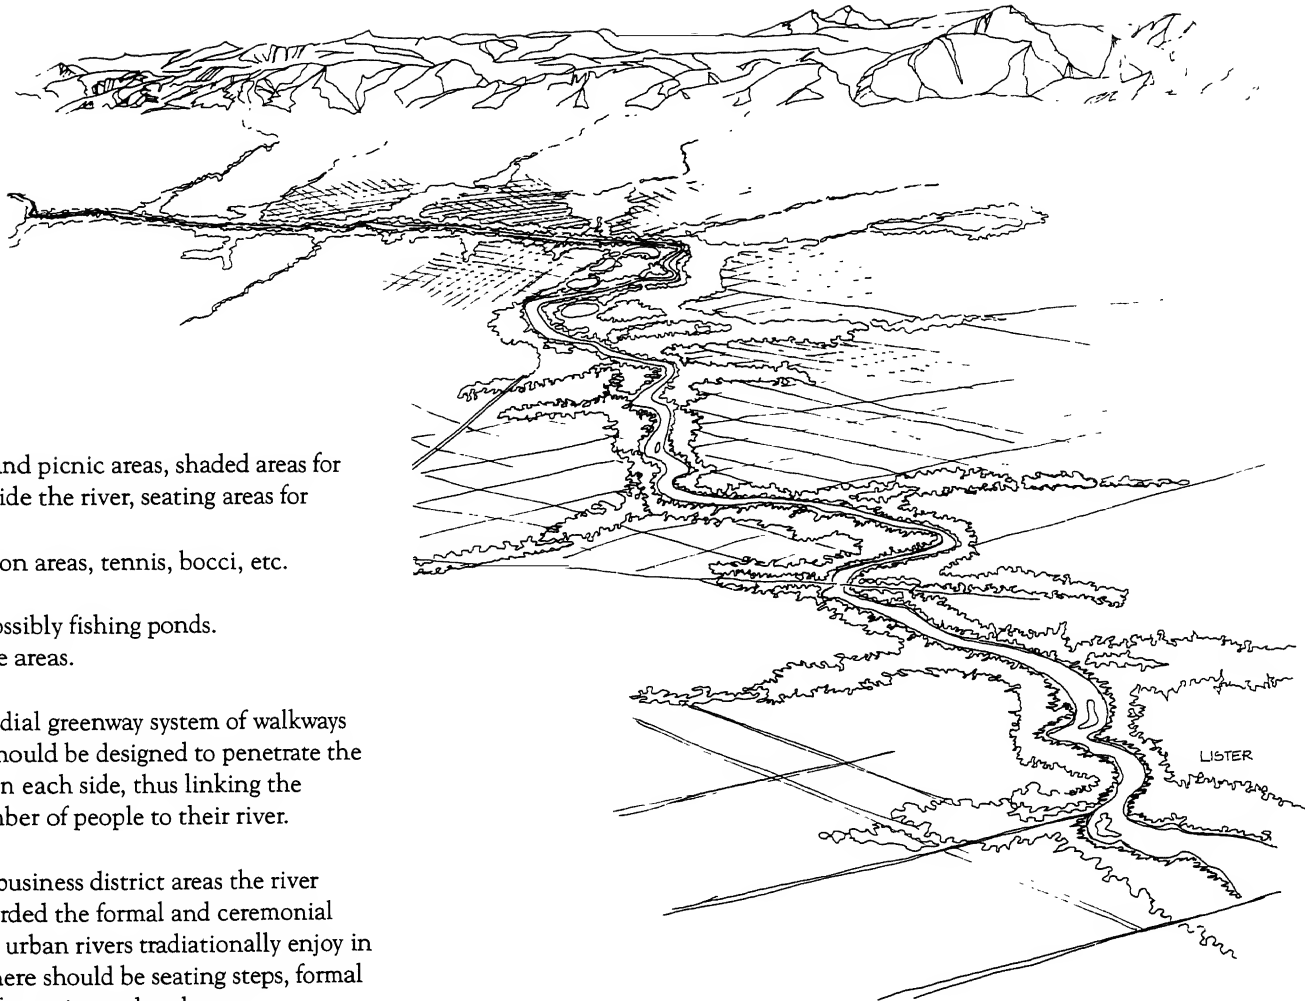 and picnic areas, shaded areas for
ide the river, seating areas for
on areas, tennis, bocci, etc.
ossibly fishing ponds.
e areas.
dial greenway system of walkways
hould be designed to penetrate the
n each side, thus linking the
ber of people to their river.
business district areas the river
rded the formal and ceremonial
urban rivers tradiationally enjoy in
here should be seating steps, formal
LISTER